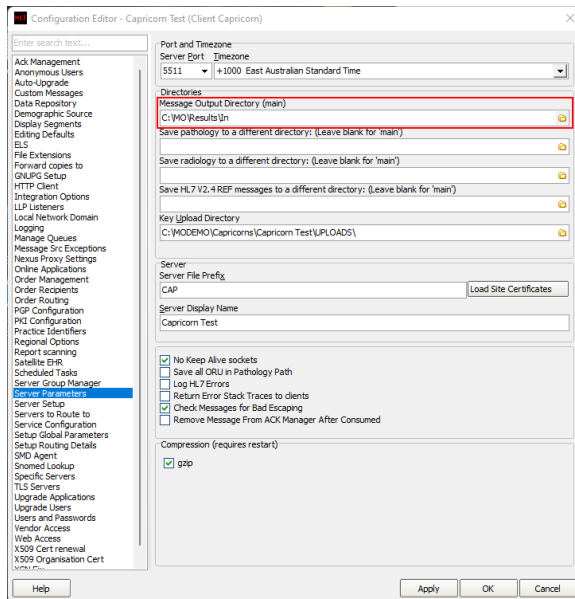 HLT Configuration Editor - Capricorn Test (Client Capricorn)
Enter search text...
Ack Management
Anonymous Users
Auto-Upgrade
Custom Messages
Data Repository
Demographic Source
Display Segments
Editing Defaults
ELS
File Extensions
Forward copies to
GNUPG Setup
HTTP Client
Integration Options
LLP Listeners
Local Network Domain
Logging
Manage Queues
Message Src Exceptions
Nexus Proxy Settings
Online Applications
Order Management
Order Recipients
Order Routing
PGP Configuration
PKI Configuration
Practice Identifiers
Regional Options
Report scanning
Satellite EHR
Scheduled Tasks
Server Group Manager
Server Parameters
Server Setup
Servers to Route to
Service Configuration
Setup Global Parameters
Setup Routing Details
SMD Agent
Snomed Lookup
Specific Servers
TLS Servers
Upgrade Applications
Upgrade Users
Users and Passwords
Vendor Access
Web Access
X509 Cert renewal
X509 Organisation Cert
Port and Timezone
Server Port Timezone
5511 +1000 East Australian Standard Time
Directories
Message Output Directory (main)
C:\MO\Results\In
Save pathology to a different directory: (Leave blank for 'main')
Save radiology to a different directory: (Leave blank for 'main')
Save HL7 V2.4 REF messages to a different directory: (Leave blank for 'main')
Key Upload Directory
C:\MODEMO\Capricorns\Capricorn Test\UPLOADS\
Server
Server File Prefix
CAP Load Site Certificates
Server Display Name
Capricorn Test
No Keep Alive sockets
Save all ORU in Pathology Path
Log HL7 Errors
Return Error Stack Traces to clients
Check Messages for Bad Escaping
Remove Message From ACK Manager After Consumed
Compression (requires restart)
gzip
Help Apply OK Cancel